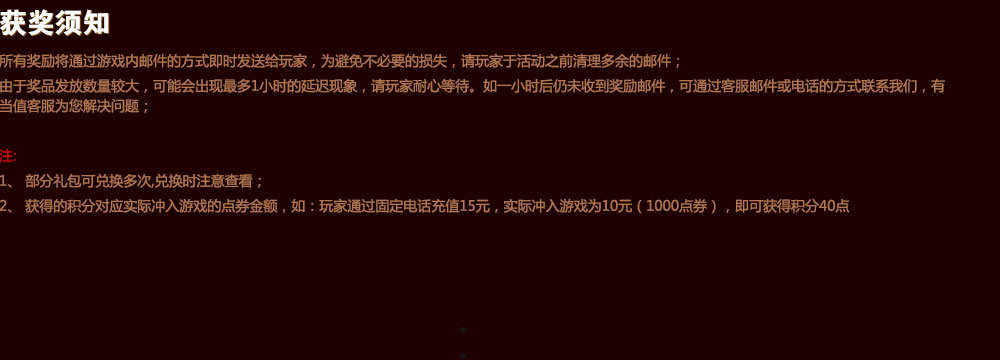 获奖须知
所有奖励将通过游戏内邮件的方式即时发送给玩家，为避免不必要的损失，请玩家于活动之前清理多余的邮件；
由于奖品发放数量较大，可能会出现最多1小时的延迟现象，请玩家耐心等待。如一小时后仍未收到奖励邮件，可通过客服邮件或电话的方式联系我们，有
当值客服为您解决问题；
注:
1、 部分礼包可兑换多次,兑换时注意查看；
2、 获得的积分对应实际冲入游戏的点券金额，如：玩家通过固定电话充值15元，实际冲入游戏为10元（1000点券），即可获得积分40点